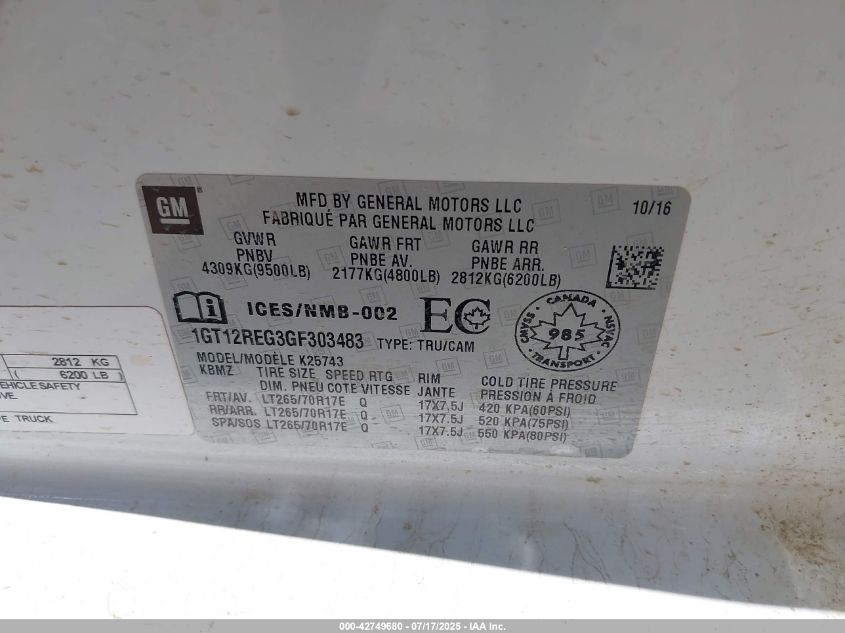 GM
MFD BY GENERAL MOTORS LLC
FABRIQUÉ PAR GENERAL MOTORS LLC
10/16
GVWR GAWR FRT GAWR RR
PNBV PNBE AV. PNBE ARR.
4309KG(9500LB) 2177KG(4800LB) 2812KG(6200LB)
ICES/NMB-002 EC
CANADA
CMVSS 985 NSVAC
TRANSPORT
1GT12REG3GF303483 TYPE: TRU/CAM
MODEL/MODÈLE K25743
KBMZ TIRE SIZE SPEED RTG RIM COLD TIRE PRESSURE
DIM. PNEU COTE VITESSE JANTE PRESSION À FROID
FRT/AV. LT265/70R17E Q 17X7.5J 420 KPA(60PSI)
RR/ARR. LT265/70R17E Q 17X7.5J 520 KPA(75PSI)
SPA/SOS LT265/70R17E Q 17X7.5J 550 KPA(80PSI)
2812 KG
( 6200 LB )
VEHICLE SAFETY
TRUCK
000-42749680 - 07/17/2025 - IAA Inc.